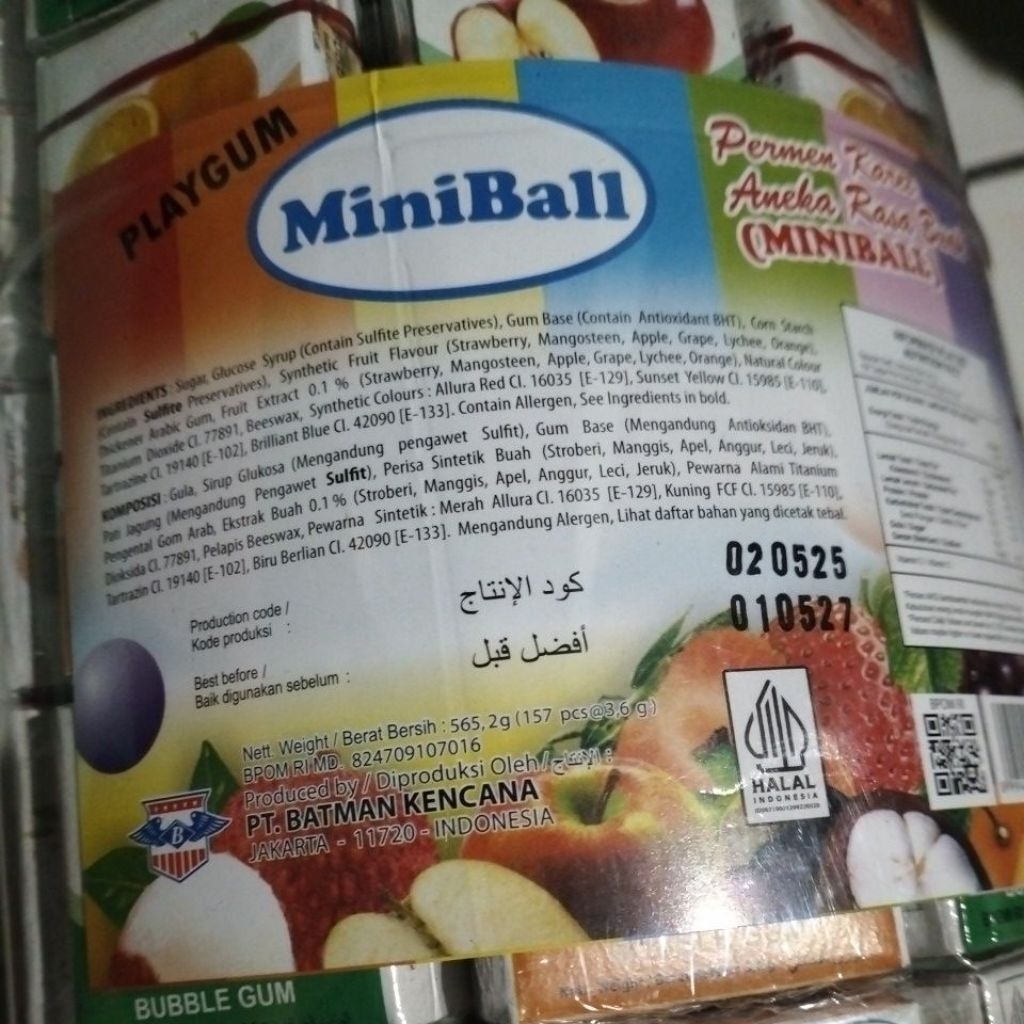 PLAYGUM
MiniBall
Permen Karet
Aneka Rasa Buah
(MINIBALL)
INGREDIENTS : Sugar, Glucose Syrup (Contain Sulfite Preservatives), Gum Base (Contain Antioxidant BHT), Corn Starch
(Contain Sulfite Preservatives), Synthetic Fruit Flavour (Strawberry, Mangosteen, Apple, Grape, Lychee, Orange),
Thickener Arabic Gum, Fruit Extract 0.1 % (Strawberry, Mangosteen, Apple, Grape, Lychee, Orange), Natural Colour
Titanium Dioxide CI. 77891, Beeswax, Synthetic Colours : Allura Red CI. 16035 [E-129], Sunset Yellow CI. 15985 [E-110],
Tartrazine CI. 19140 [E-102], Brilliant Blue CI. 42090 [E-133]. Contain Allergen, See Ingredients in bold.
KOMPOSISI : Gula, Sirup Glukosa (Mengandung pengawet Sulfit), Gum Base (Mengandung Antioksidan BHT),
Pati Jagung (Mengandung Pengawet Sulfit), Perisa Sintetik Buah (Stroberi, Manggis, Apel, Anggur, Leci, Jeruk),
Pengental Gom Arab, Ekstrak Buah 0.1 % (Stroberi, Manggis, Apel, Anggur, Leci, Jeruk), Pewarna Alami Titanium
Dioksida CI. 77891, Pelapis Beeswax, Pewarna Sintetik : Merah Allura CI. 16035 [E-129], Kuning FCF CI. 15985 [E-110],
Tartrazin CI. 19140 [E-102], Biru Berlian CI. 42090 [E-133]. Mengandung Alergen, Lihat daftar bahan yang dicetak tebal.
Production code /
Kode produksi :
كود الإنتاج
020525
Best before /
Baik digunakan sebelum :
أفضل قبل
010527
Nett. Weight / Berat Bersih : 565,2g (157 pcs@3,6 g)
BPOM RI MD. 824709107016
Produced by / Diproduksi Oleh / الإنتاج :
PT. BATMAN KENCANA
JAKARTA - 11720 - INDONESIA
B
HALAL
INDONESIA
BPOM RI
BUBBLE GUM